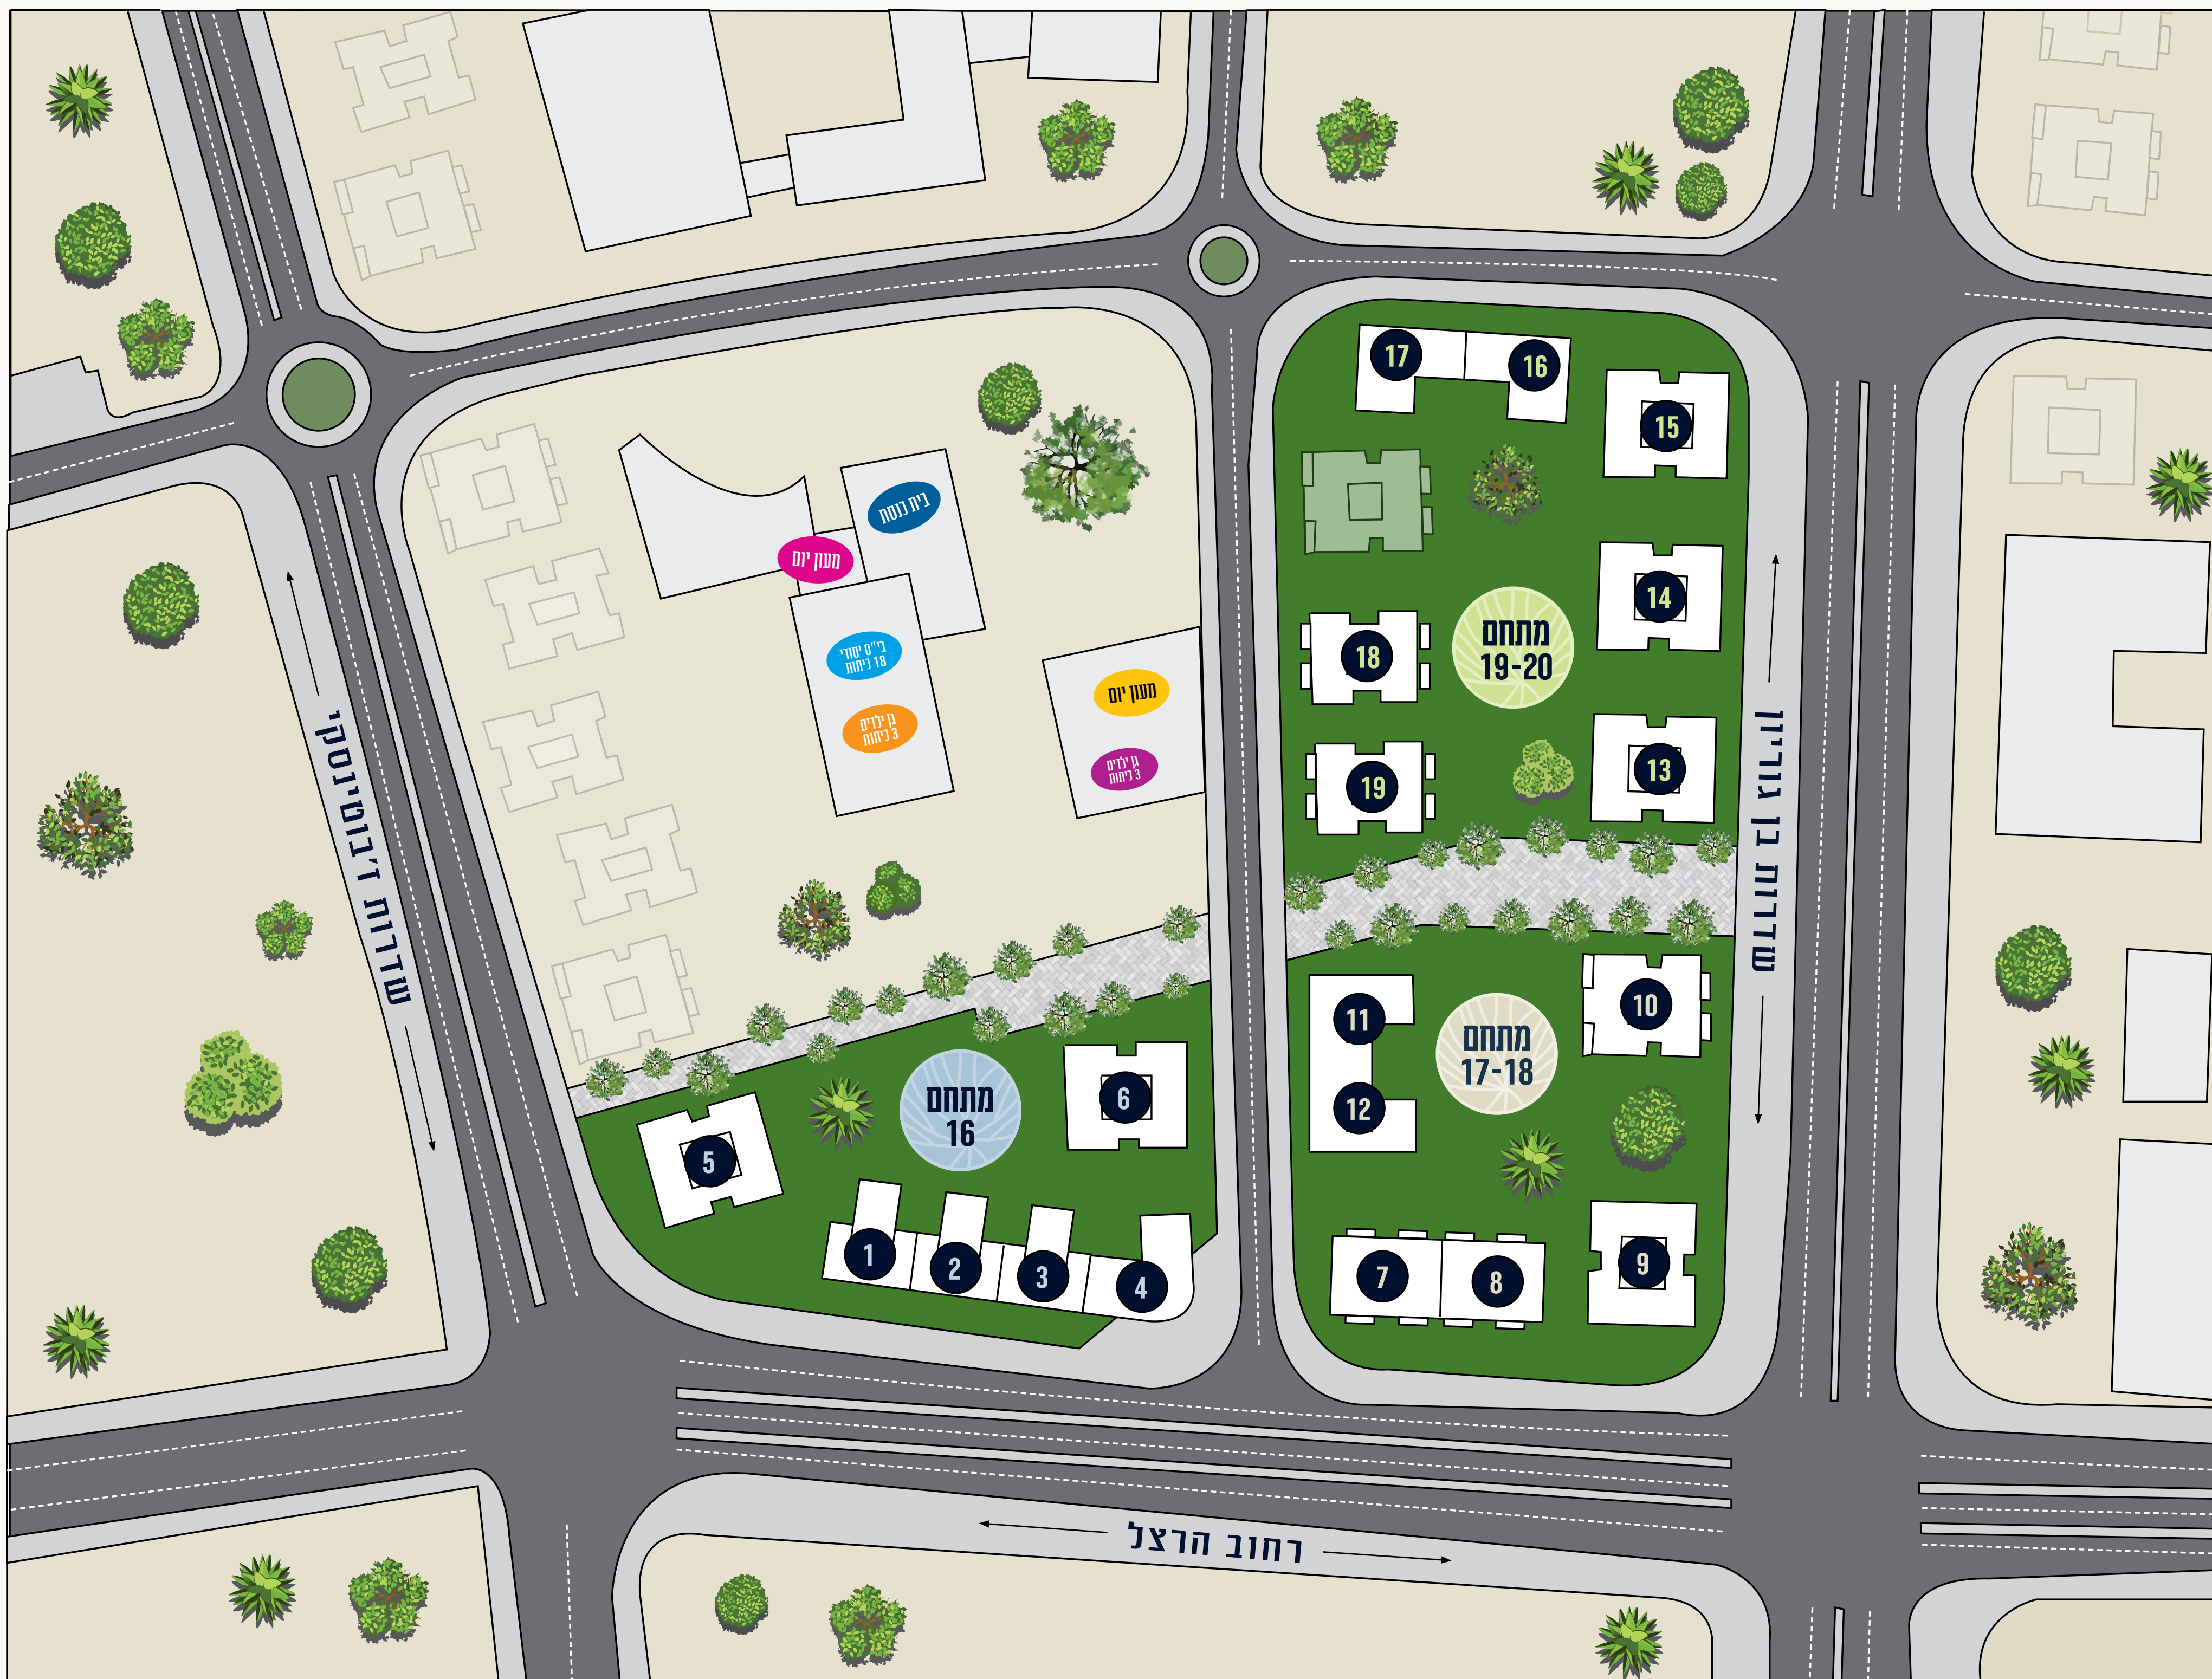 17
16
15
בית כנסת
מעון יום
14
מתחם
19-20
18
בי"ס יסודי
18 כיתות
מעון יום
גן ילדים
3 כיתות
גן ילדים
3 כיתות
13
19
שדרות ז'בוטינסקי
שדרות בן גוריון
10
11
מתחם
17-18
12
6
מתחם
16
5
1
2
3
4
7
8
9
רחוב הרצל